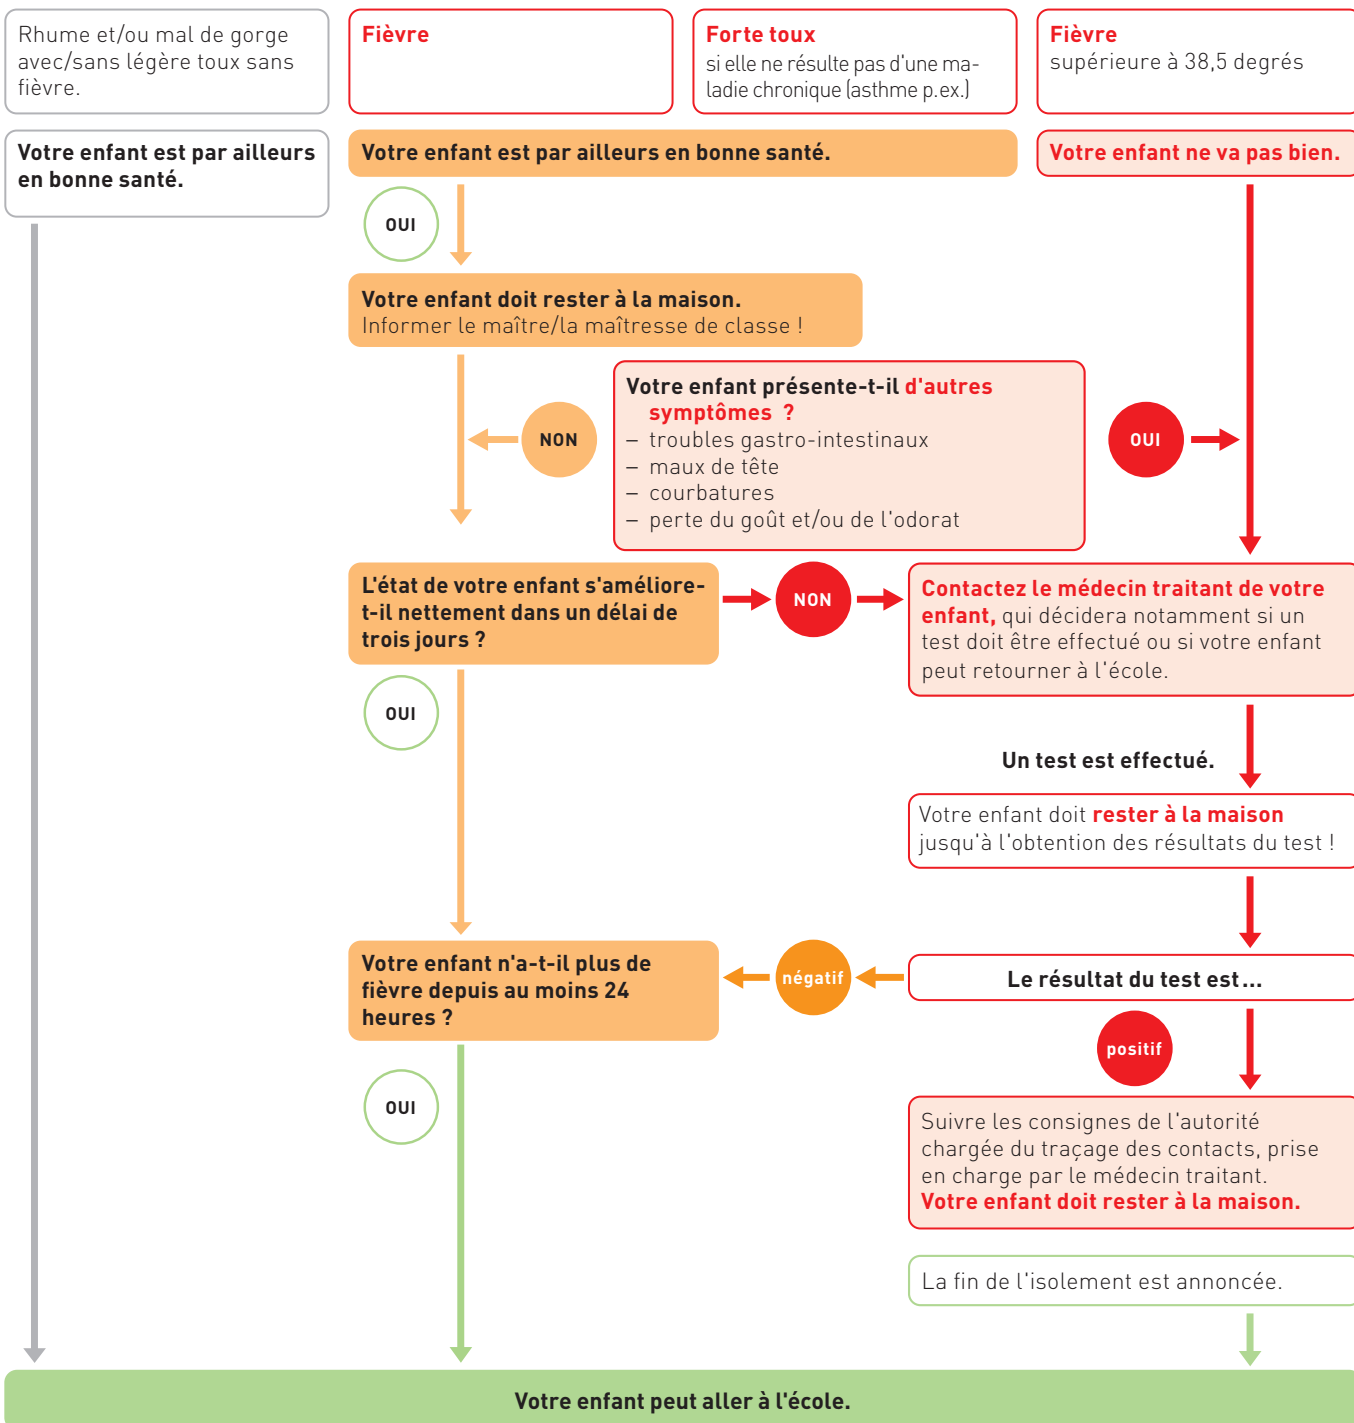 Rhume et/ou mal de gorge
avec/sans légère toux sans
fièvre.
Fièvre
Forte toux
si elle ne résulte pas d'une ma-
ladie chronique (asthme p.ex.)
Fièvre
supérieure à 38,5 degrés
Votre enfant est par ailleurs
en bonne santé.
Votre enfant est par ailleurs en bonne santé.
Votre enfant ne va pas bien.
OUI
Votre enfant doit rester à la maison.
Informer le maître/la maîtresse de classe !
NON
Votre enfant présente-t-il d'autres
symptômes ?
– troubles gastro-intestinaux
– maux de tête
– courbatures
– perte du goût et/ou de l'odorat
OUI
L'état de votre enfant s'améliore-
t-il nettement dans un délai de
trois jours ?
NON
Contactez le médecin traitant de votre
enfant, qui décidera notamment si un
test doit être effectué ou si votre enfant
peut retourner à l'école.
OUI
Un test est effectué.
Votre enfant doit rester à la maison
jusqu'à l'obtention des résultats du test !
Votre enfant n'a-t-il plus de
fièvre depuis au moins 24
heures ?
négatif
Le résultat du test est...
positif
OUI
Suivre les consignes de l'autorité
chargée du traçage des contacts, prise
en charge par le médecin traitant.
Votre enfant doit rester à la maison.
La fin de l'isolement est annoncée.
Votre enfant peut aller à l'école.